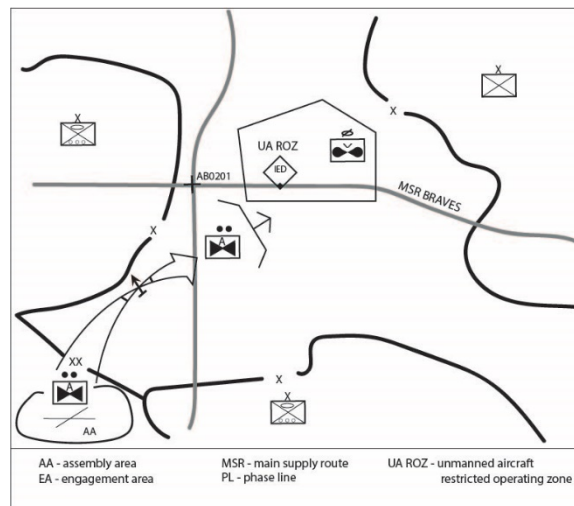 X
X
X
UA ROZ
IED
AB0201
MSR BRAVES
X
A
XX
A
AA
X
X
AA - assembly area
EA - engagement area
MSR - main supply route
PL - phase line
UA ROZ - unmanned aircraft
restricted operating zone